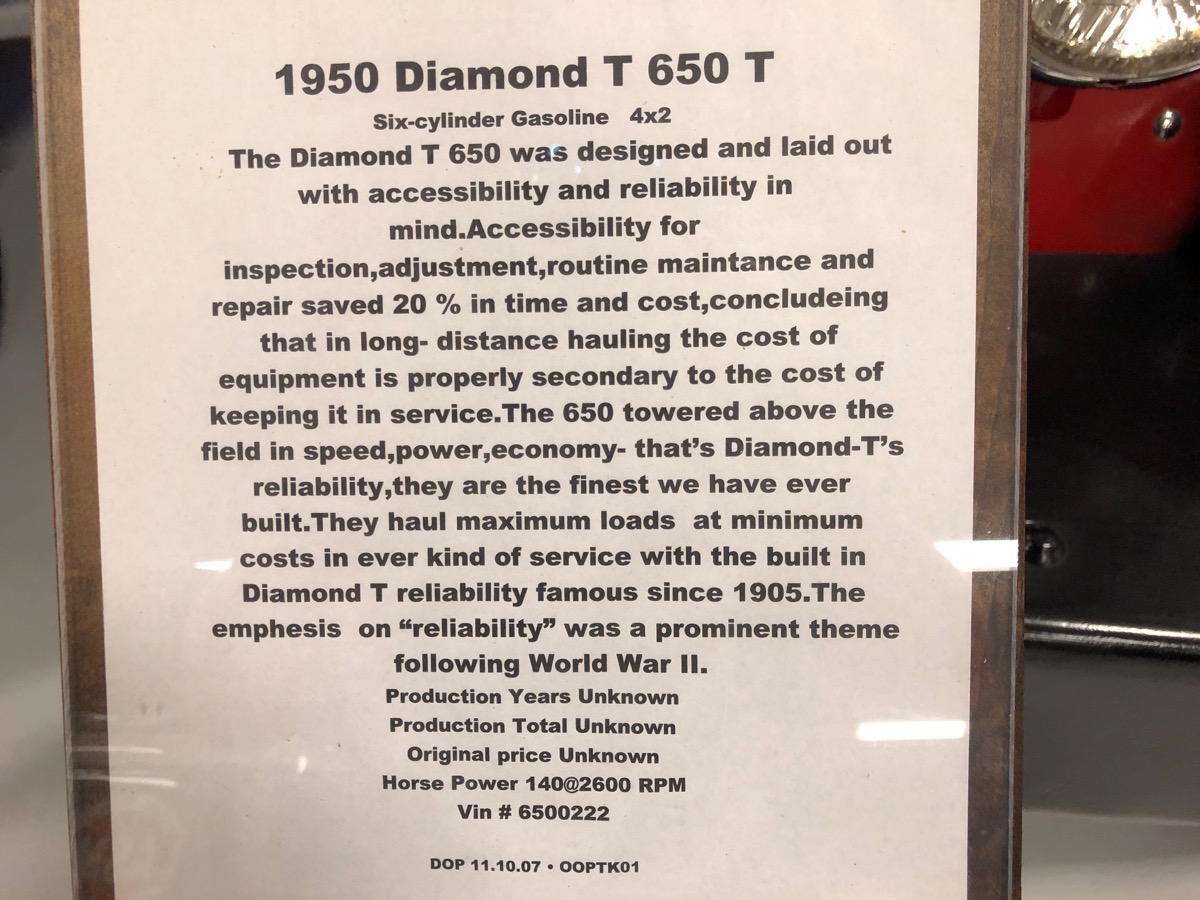 1950 Diamond T 650 T
Six-cylinder Gasoline 4x2
The Diamond T 650 was designed and laid out
with accessibility and reliability in
mind.Accessibility for
inspection,adjustment,routine maintance and
repair saved 20 % in time and cost,concludeing
that in long- distance hauling the cost of
equipment is properly secondary to the cost of
keeping it in service.The 650 towered above the
field in speed,power,economy- that’s Diamond-T’s
reliability,they are the finest we have ever
built.They haul maximum loads at minimum
costs in ever kind of service with the built in
Diamond T reliability famous since 1905.The
emphesis on “reliability” was a prominent theme
following World War II.
Production Years Unknown
Production Total Unknown
Original price Unknown
Horse Power 140@2600 RPM
Vin # 6500222
DOP 11.10.07 • OOPTK01